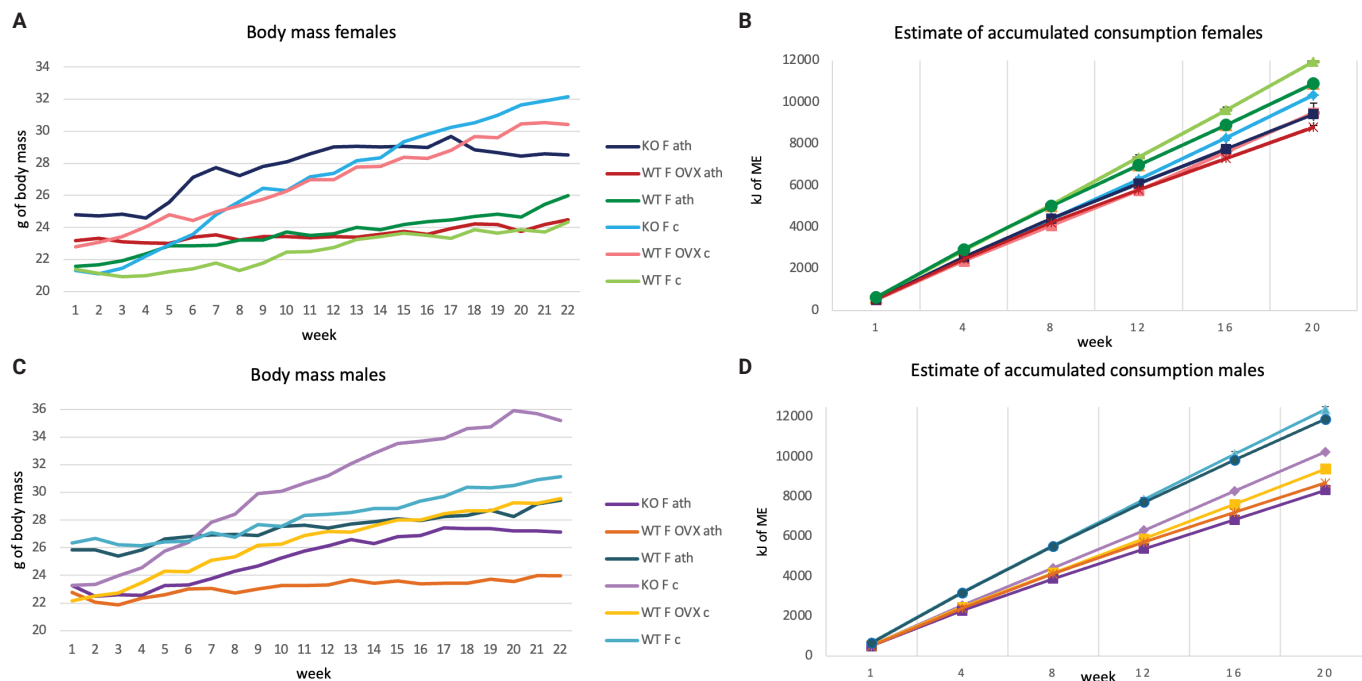 A
Body mass females
g of body mass
34
32
30
28
26
24
22
20
1 2 3 4 5 6 7 8 9 10 11 12 13 14 15 16 17 18 19 20 21 22
week
KO F ath
WT F OVX ath
WT F ath
KO F c
WT F OVX c
WT F c
B
Estimate of accumulated consumption females
kJ of ME
12000
10000
8000
6000
4000
2000
0
1 4 8 12 16 20
week
C
Body mass males
g of body mass
36
34
32
30
28
26
24
22
20
1 2 3 4 5 6 7 8 9 10 11 12 13 14 15 16 17 18 19 20 21 22
week
KO F ath
WT F OVX ath
WT F ath
KO F c
WT F OVX c
WT F c
D
Estimate of accumulated consumption males
kJ of ME
12000
10000
8000
6000
4000
2000
0
1 4 8 12 16 20
week